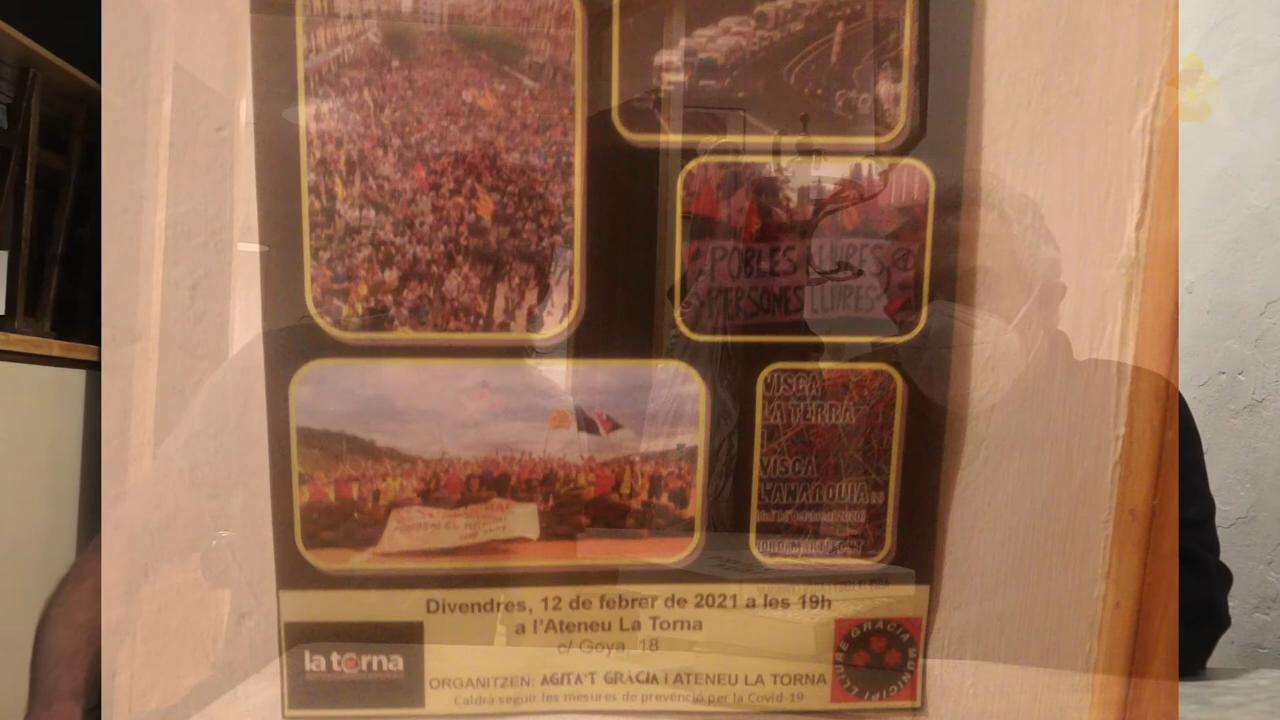 POBLES LLIURES
PERSONES LLIURES
VISCA
LA TERRA
I
VISCA
L'ANARQUIA
Divendres, 12 de febrer de 2021 a les 19h
a l'Ateneu La Torna
c/ Goya, 18
la torna
GRÀCIA MUNICIPI LLIURE
ORGANITZEN: AGITA'T GRÀCIA i ATENEU LA TORNA
Caldrà seguir les mesures de prevenció per la Covid-19